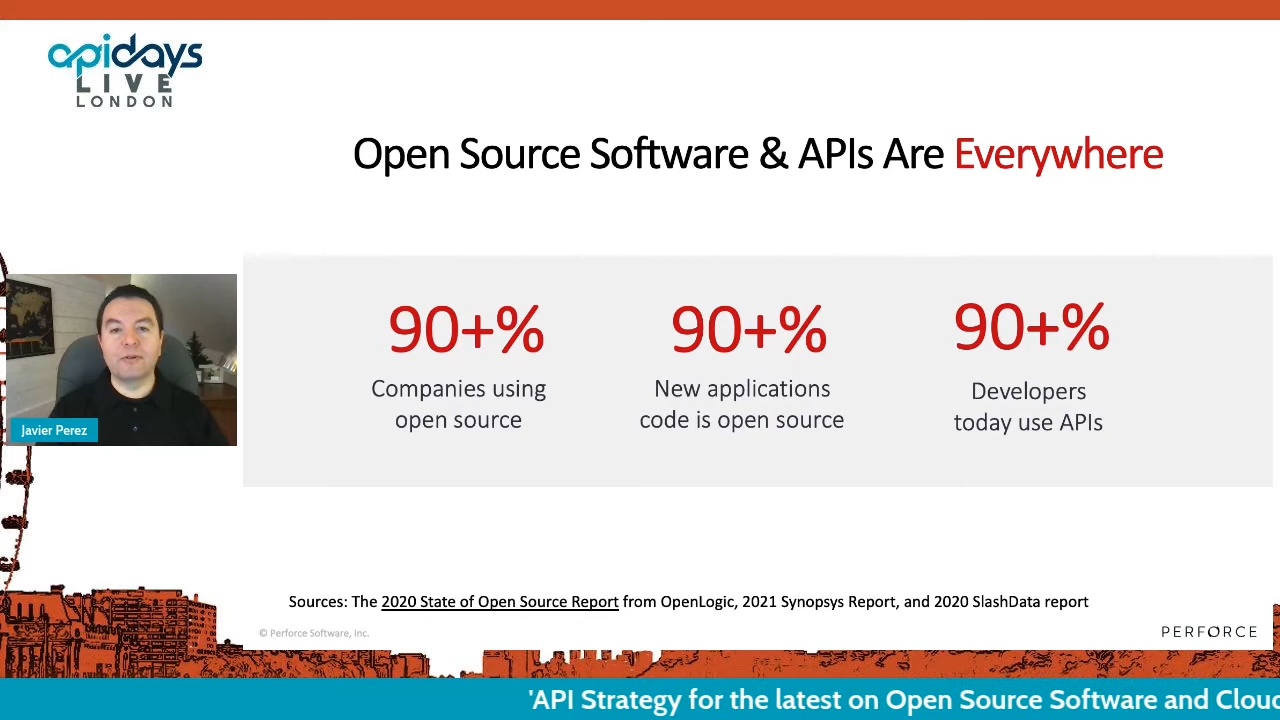 apidays
LIVE
LONDON
Open Source Software & APIs Are Everywhere
90+%
Companies using
open source
90+%
New applications
code is open source
90+%
Developers
today use APIs
Javier Perez
Sources: The 2020 State of Open Source Report from OpenLogic, 2021 Synopsys Report, and 2020 SlashData report
© Perforce Software, Inc.
PERFORCE
'API Strategy for the latest on Open Source Software and Cloud